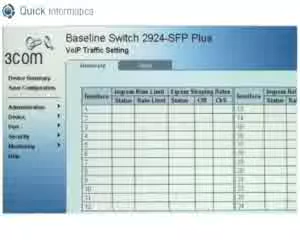 Quick Informatica
3com
Baseline Switch 2924-SFP Plus
VoIP Traffic Setting
Summary
Device Summary
Save Configuration
Administration
Device
Port
Security
Monitoring
Help
Interface
Ingress Rate Limit
Egress Shaping Rates
Interface
Status
Rate Limit
Status
CIR
CbS
Status
1
2
3
4
5
6
7
8
9
10
11
12
13
14
15
16
17
18
19
20
21
22
23
24